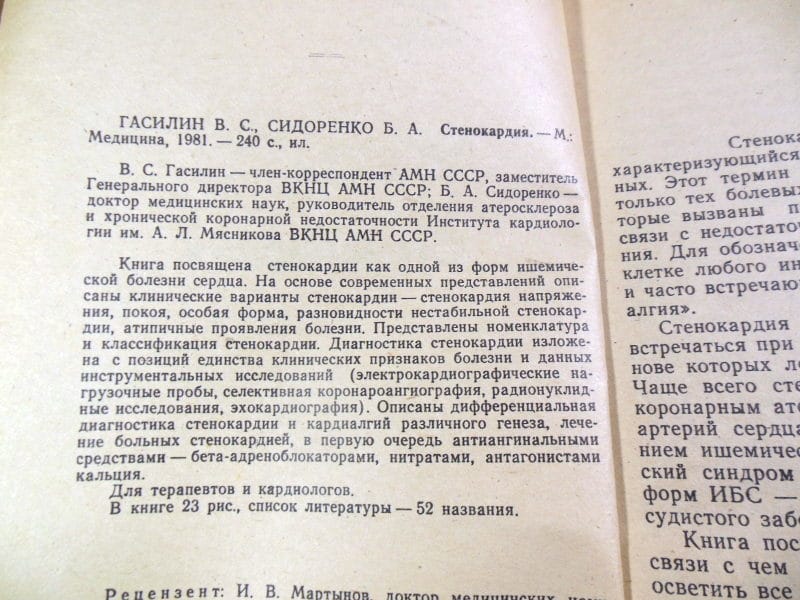 ГАСИЛИН В. С., СИДОРЕНКО Б. А. Стенокардия. — М.:
Медицина, 1981. — 240 с., ил.
В. С. Гасилин — член-корреспондент АМН СССР, заместитель
Генерального директора ВКНЦ АМН СССР; Б. А. Сидоренко —
доктор медицинских наук, руководитель отделения атеросклероза
и хронической коронарной недостаточности Института кардиоло-
гии им. А. Л. Мясникова ВКНЦ АМН СССР.
Книга посвящена стенокардии как одной из форм ишемиче-
ской болезни сердца. На основе современных представлений опи-
саны клинические варианты стенокардии — стенокардия напряже-
ния, покоя, особая форма, разновидности нестабильной стенокар-
дии, атипичные проявления болезни. Представлены номенклатура
и классификация стенокардии. Диагностика стенокардии изложе-
на с позиций единства клинических признаков болезни и данных
инструментальных исследований (электрокардиографические на-
грузочные пробы, селективная коронароангиография, радионуклид-
ные исследования, эхокардиография). Описаны дифференциальная
диагностика стенокардии и кардиалгий различного генеза, лече-
ние больных стенокардией, в первую очередь антиангинальными
средствами — бета-адреноблокаторами, нитратами, антагонистами
кальция.
Для терапевтов и кардиологов.
В книге 23 рис., список литературы — 52 названия.
Рецензент: И. В. Мартынов, доктор медицинских наук
Стенока
характеризующийся
ных. Этот термин
только тех болевых
торые вызваны п
связи с недостаточ
ния. Для обозначе
клетке любого ин
и часто встречаю
алгия».
Стенокардия
встречаться при
нове которых ле
Чаще всего сте
коронарным ате
артерий сердца
нием ишемичес
ский синдром
форм ИБС —
судистого забо
Книга пос
связи с чем
осветить все